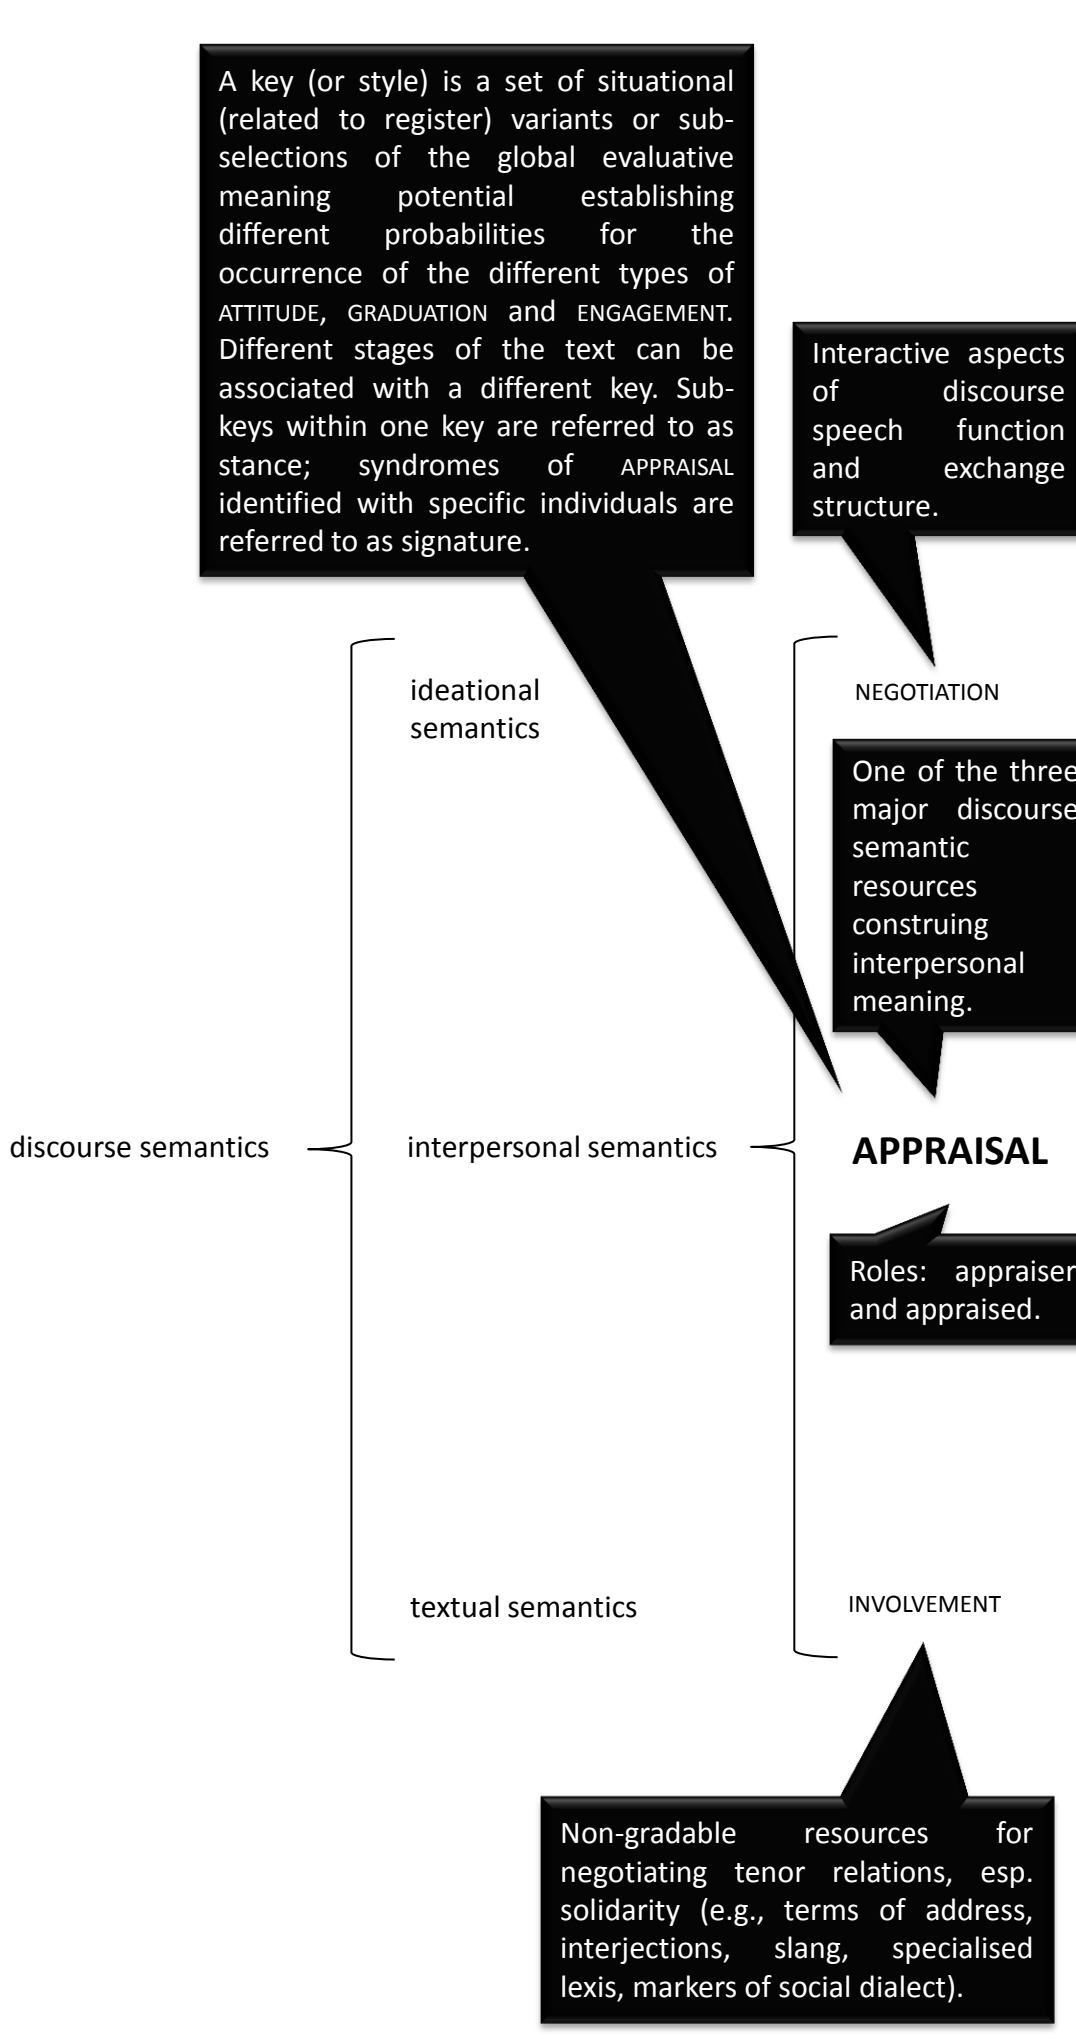 A key (or style) is a set of situational
(related to register) variants or sub-
selections of the global evaluative
meaning potential establishing
different probabilities for the
occurrence of the different types of
ATTITUDE, GRADUATION and ENGAGEMENT.
Different stages of the text can be
associated with a different key. Sub-
keys within one key are referred to as
stance; syndromes of APPRAISAL
identified with specific individuals are
referred to as signature.
Interactive aspects
of discourse
speech function
and exchange
structure.
ideational
semantics
NEGOTIATION
One of the three
major discourse
semantic
resources
construing
interpersonal
meaning.
discourse semantics
interpersonal semantics
APPRAISAL
Roles: appraiser
and appraised.
textual semantics
INVOLVEMENT
Non-gradable resources for
negotiating tenor relations, esp.
solidarity (e.g., terms of address,
interjections, slang, specialised
lexis, markers of social dialect).